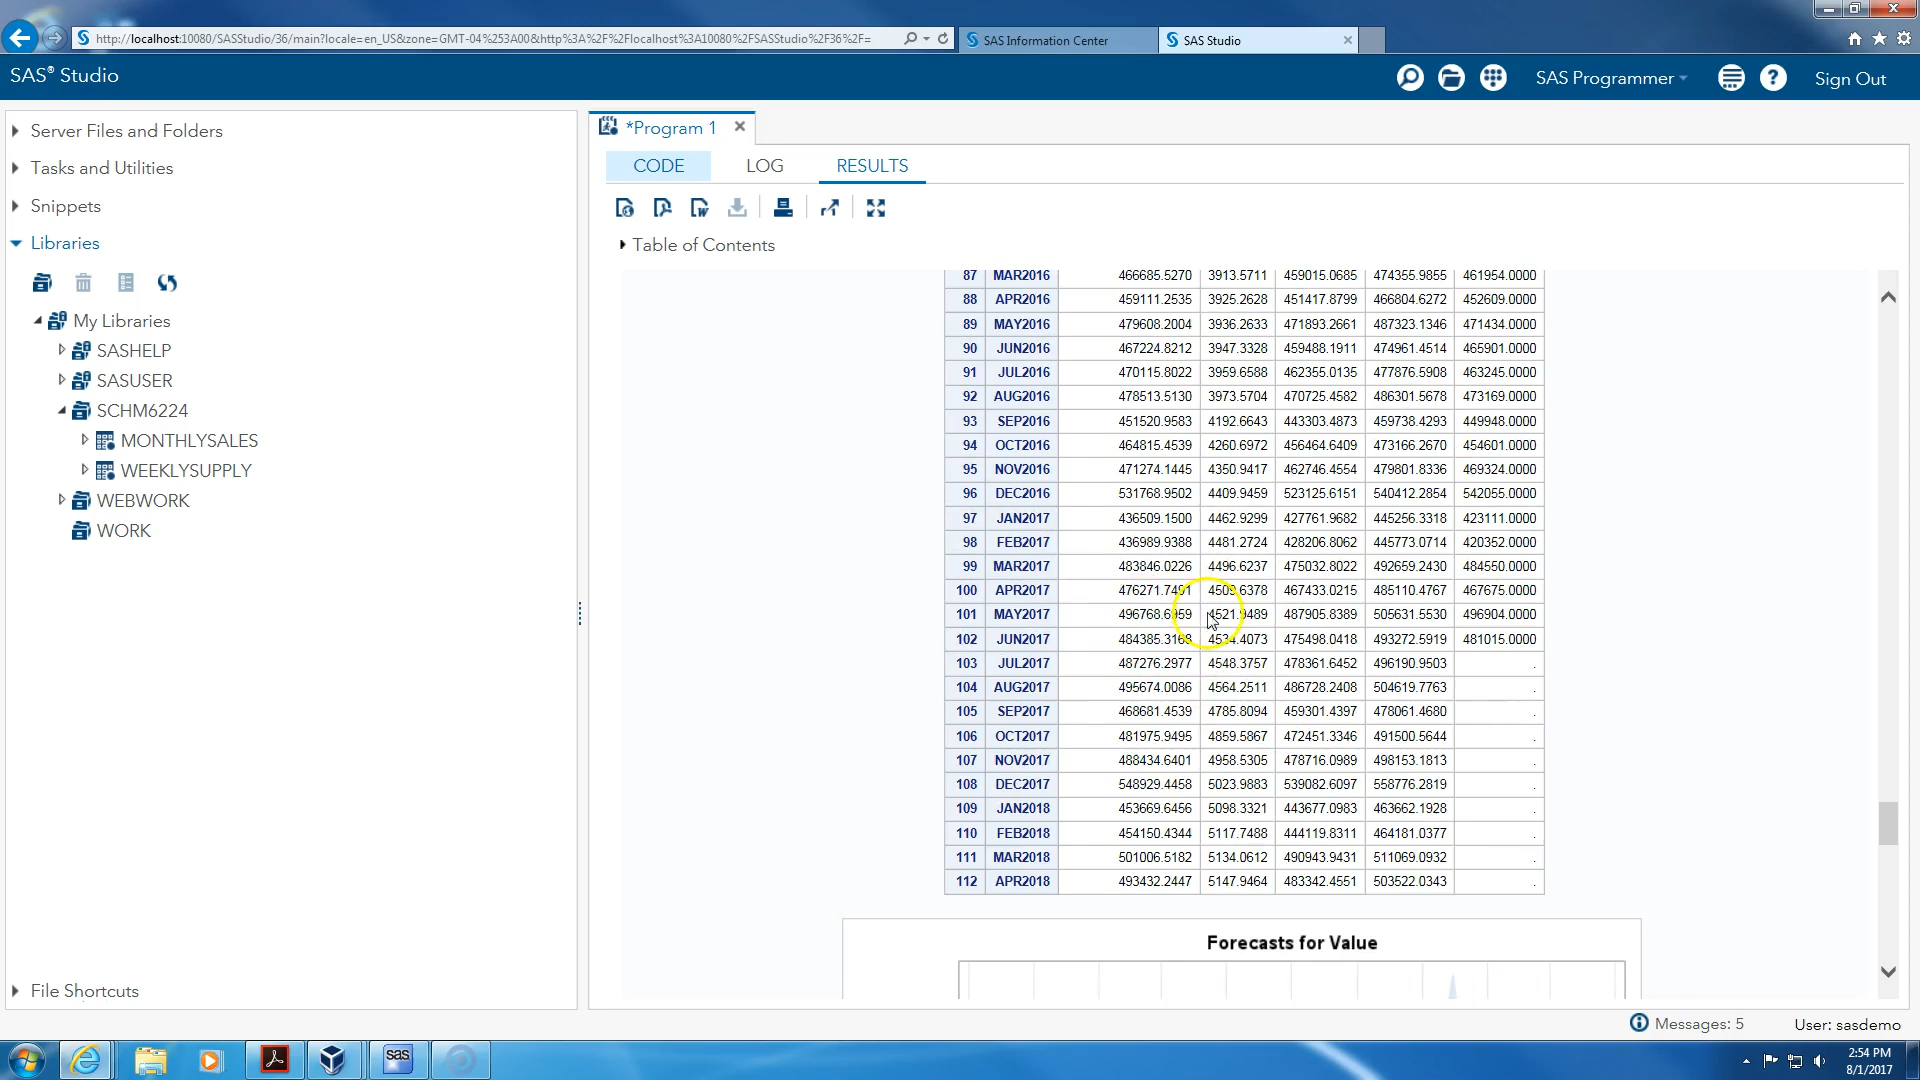 http://localhost:10080/SASStudio/36/main?locale=en_US&zone=GMT-04%253A00&http%3A%2F%2Flocalhost%3A10080%2FSASStudio%2F36%2F=
SAS Information Center
SAS Studio
SAS® Studio
SAS Programmer
Sign Out
Server Files and Folders
Tasks and Utilities
Snippets
Libraries
My Libraries
SASHELP
SASUSER
SCHM6224
MONTHLYSALES
WEEKLYSUPPLY
WEBWORK
WORK
File Shortcuts
*Program 1
CODE LOG RESULTS
Table of Contents
87 MAR2016 466685.5270 3913.5711 459015.0685 474355.9855 461954.0000
88 APR2016 459111.2535 3925.2628 451417.8799 466804.6272 452609.0000
89 MAY2016 479608.2004 3936.2633 471893.2661 487323.1346 471434.0000
90 JUN2016 467224.8212 3947.3328 459488.1911 474961.4514 465901.0000
91 JUL2016 470115.8022 3959.6588 462355.0135 477876.5908 463245.0000
92 AUG2016 478513.5130 3973.5704 470725.4582 486301.5678 473169.0000
93 SEP2016 451520.9583 4192.6643 443303.4873 459738.4293 449948.0000
94 OCT2016 464815.4539 4260.6972 456464.6409 473166.2670 454601.0000
95 NOV2016 471274.1445 4350.9417 462746.4554 479801.8336 469324.0000
96 DEC2016 531768.9502 4409.9459 523125.6151 540412.2854 542055.0000
97 JAN2017 436509.1500 4462.9299 427761.9682 445256.3318 423111.0000
98 FEB2017 436989.9388 4481.2724 428206.8062 445773.0714 420352.0000
99 MAR2017 483846.0226 4496.6237 475032.8022 492659.2430 484550.0000
100 APR2017 476271.7491 4509.6378 467433.0215 485110.4767 467675.0000
101 MAY2017 496768.6959 4521.9489 487905.8389 505631.5530 496904.0000
102 JUN2017 484385.3168 4534.4073 475498.0418 493272.5919 481015.0000
103 JUL2017 487276.2977 4548.3757 478361.6452 496190.9503 .
104 AUG2017 495674.0086 4564.2511 486728.2408 504619.7763 .
105 SEP2017 468681.4539 4785.8094 459301.4397 478061.4680 .
106 OCT2017 481975.9495 4859.5867 472451.3346 491500.5644 .
107 NOV2017 488434.6401 4958.5305 478716.0989 498153.1813 .
108 DEC2017 548929.4458 5023.9883 539082.6097 558776.2819 .
109 JAN2018 453669.6456 5098.3321 443677.0983 463662.1928 .
110 FEB2018 454150.4344 5117.7488 444119.8311 464181.0377 .
111 MAR2018 501006.5182 5134.0612 490943.9431 511069.0932 .
112 APR2018 493432.2447 5147.9464 483342.4551 503522.0343 .
Forecasts for Value
Messages: 5
User: sasdemo
sas
2:54 PM
8/1/2017